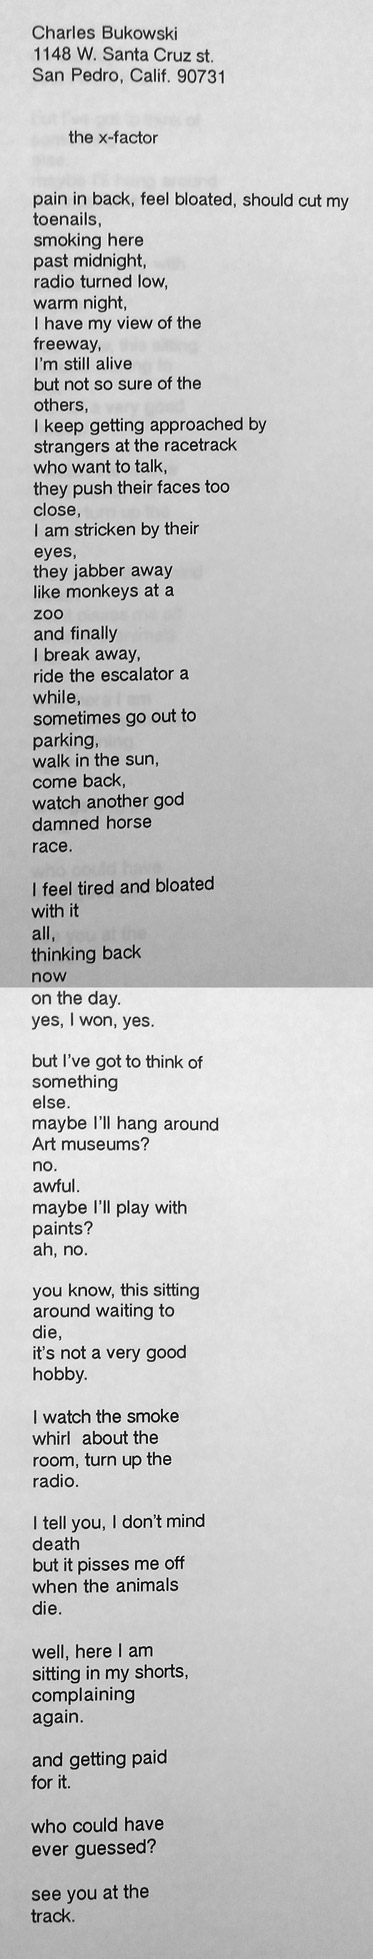 Charles Bukowski
1148 W. Santa Cruz st.
San Pedro, Calif. 90731
the x-factor
pain in back, feel bloated, should cut my
toenails,
smoking here
past midnight,
radio turned low,
warm night,
I have my view of the
freeway,
I'm still alive
but not so sure of the
others,
I keep getting approached by
strangers at the racetrack
who want to talk,
they push their faces too
close,
I am stricken by their
eyes,
they jabber away
like monkeys at a
zoo
and finally
I break away,
ride the escalator a
while,
sometimes go out to
parking,
walk in the sun,
come back,
watch another god
damned horse
race.
I feel tired and bloated
with it
all,
thinking back
now
on the day.
yes, I won, yes.
but I've got to think of
something
else.
maybe I'll hang around
Art museums?
no.
awful.
maybe I'll play with
paints?
ah, no.
you know, this sitting
around waiting to
die,
it's not a very good
hobby.
I watch the smoke
whirl about the
room, turn up the
radio.
I tell you, I don't mind
death
but it pisses me off
when the animals
die.
well, here I am
sitting in my shorts,
complaining
again.
and getting paid
for it.
who could have
ever guessed?
see you at the
track.